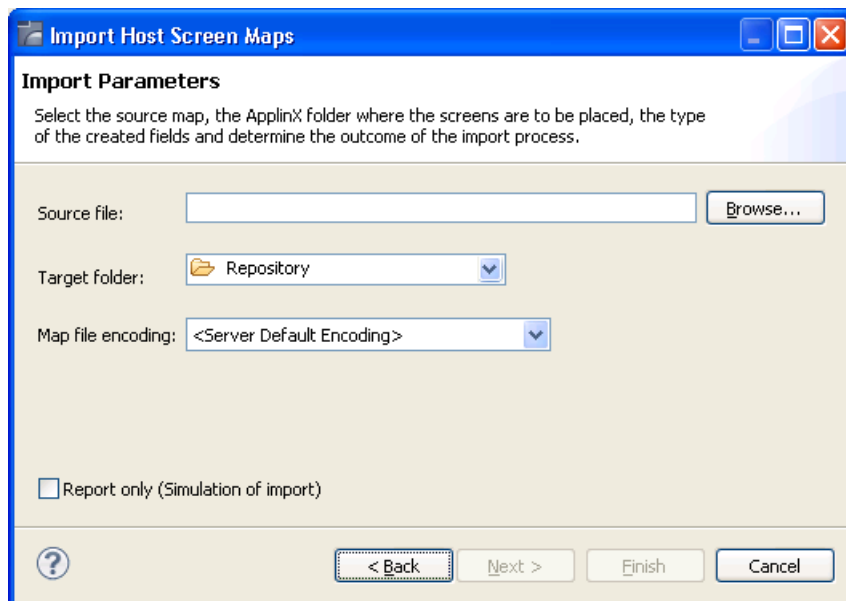 Import Host Screen Maps
Import Parameters
Select the source map, the ApplinX folder where the screens are to be placed, the type
of the created fields and determine the outcome of the import process.
Source file:
Browse...
Target folder:
Repository
Map file encoding:
<Server Default Encoding>
Report only (Simulation of import)
?
< Back
Next >
Finish
Cancel